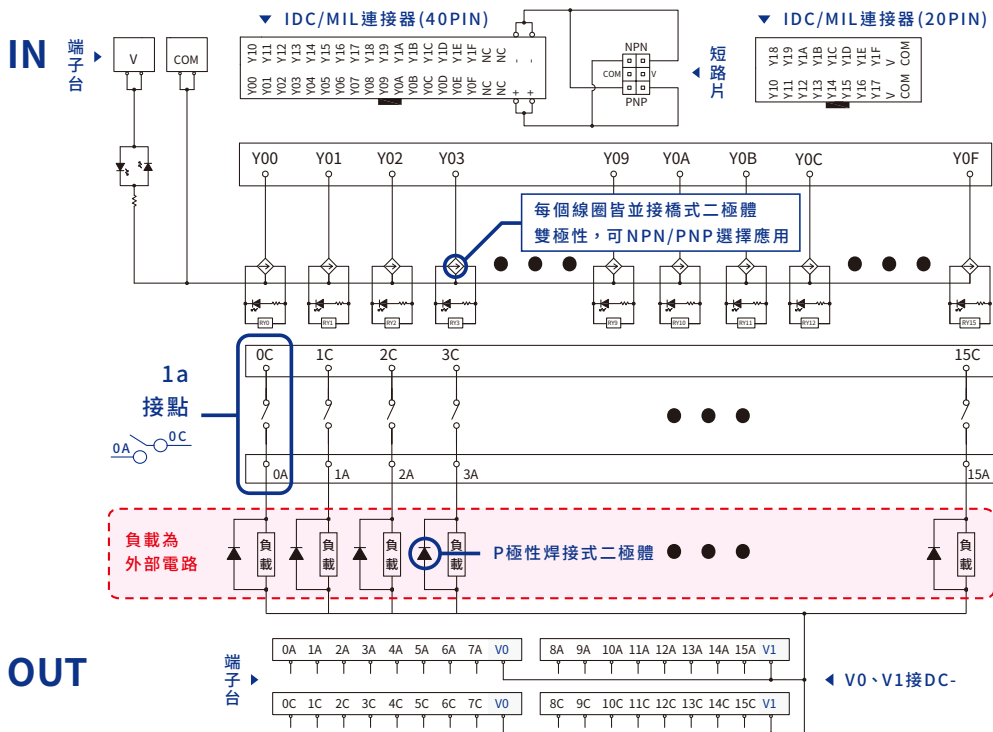 IN
端子台
V
COM
IDC/MIL連接器(40PIN)
Y10 Y11 Y12 Y13 Y14 Y15 Y16 Y17 Y18 Y19 Y1A Y1B Y1C Y1D Y1E Y1F NC NC - -
Y00 Y01 Y02 Y03 Y04 Y05 Y06 Y07 Y08 Y09 Y0A Y0B Y0C Y0D Y0E Y0F NC NC + +
NPN
COM V
PNP
短路片
IDC/MIL連接器(20PIN)
Y18 Y19 Y1A Y1B Y1C Y1D Y1E Y1F V COM
Y10 Y11 Y12 Y13 Y14 Y15 Y16 Y17 V COM
Y00 Y01 Y02 Y03 Y09 Y0A Y0B Y0C Y0F
每個線圈皆並接橋式二極體
雙極性，可NPN/PNP選擇應用
RY0 RY1 RY2 RY3 RY9 RY10 RY11 RY12 RY15
0C 1C 2C 3C 15C
1a
接點
0A 0C
0A 1A 2A 3A 15A
負載為
外部電路
負載 負載 負載 負載 負載
P極性焊接式二極體
OUT
端子台
0A 1A 2A 3A 4A 5A 6A 7A V0
8A 9A 10A 11A 12A 13A 14A 15A V1
V0、V1接DC-
0C 1C 2C 3C 4C 5C 6C 7C V0
8C 9C 10C 11C 12C 13C 14C 15C V1